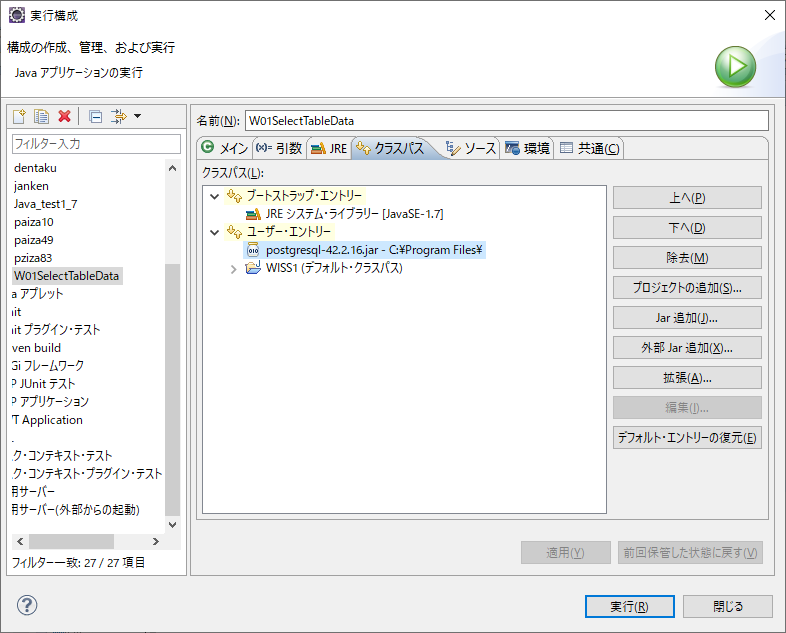 実行構成
構成の作成、管理、および実行
Java アプリケーションの実行
フィルター入力
dentaku
janken
Java_test1_7
paiza10
paiza49
pziza83
W01SelectTableData
a アプレット
it
it プラグイン・テスト
ven build
Gi フレームワーク
P JUnit テスト
P アプリケーション
T Application
ク・コンテキスト・テスト
ク・コンテキスト・プラグイン・テスト
用サーバー
用サーバー(外部からの起動)
フィルター一致: 27 / 27 項目
名前(N):
W01SelectTableData
メイン
(x)= 引数
JRE
クラスパス
ソース
環境
共通(C)
クラスパス(L):
ブートストラップ・エントリー
JRE システム・ライブラリー [JavaSE-1.7]
ユーザー・エントリー
postgresql-42.2.16.jar - C:¥Program Files¥
WISS1 (デフォルト・クラスパス)
上へ(P)
下へ(D)
除去(M)
プロジェクトの追加(S)...
Jar 追加(J)...
外部 Jar 追加(X)...
拡張(A)...
編集(I)...
デフォルト・エントリーの復元(E)
適用(Y)
前回保管した状態に戻す(V)
実行(R)
閉じる